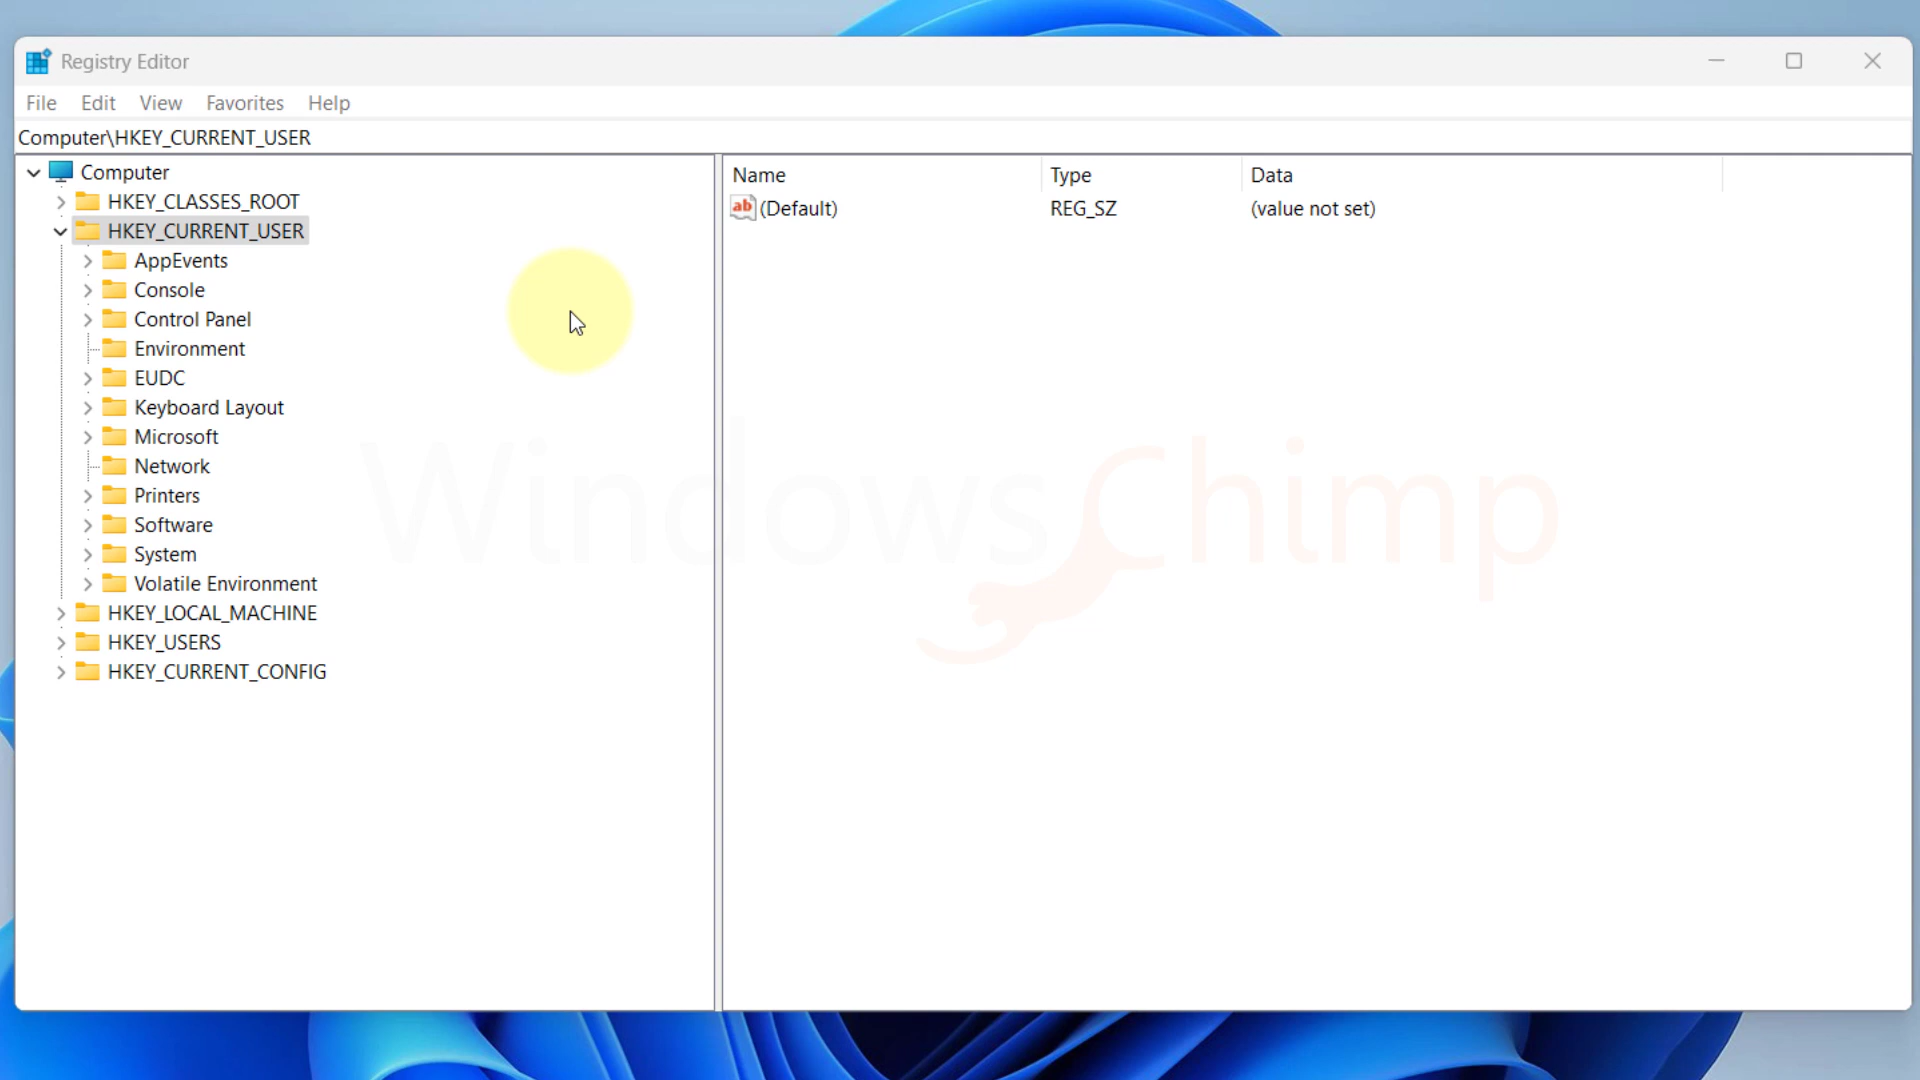 Registry Editor
File Edit View Favorites Help
Computer\HKEY_CURRENT_USER
Computer
HKEY_CLASSES_ROOT
HKEY_CURRENT_USER
AppEvents
Console
Control Panel
Environment
EUDC
Keyboard Layout
Microsoft
Network
Printers
Software
System
Volatile Environment
HKEY_LOCAL_MACHINE
HKEY_USERS
HKEY_CURRENT_CONFIG
Name Type Data
ab (Default) REG_SZ (value not set)
Windows Chimp